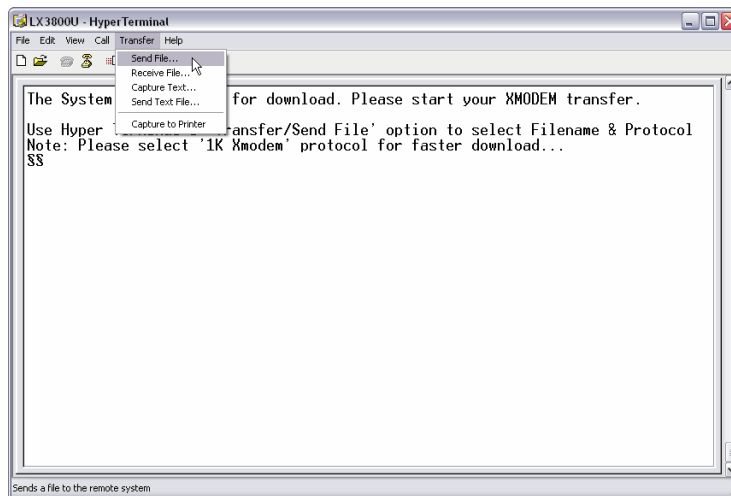 LX3800U - HyperTerminal
File Edit View Call Transfer Help
Send File...
Receive File...
Capture Text...
Send Text File...
Capture to Printer
The System for download. Please start your XMODEM transfer.
Use Hyper ransfer/Send File' option to select Filename & Protocol
Note: Please select '1K Xmodem' protocol for faster download...
§§
Sends a file to the remote system